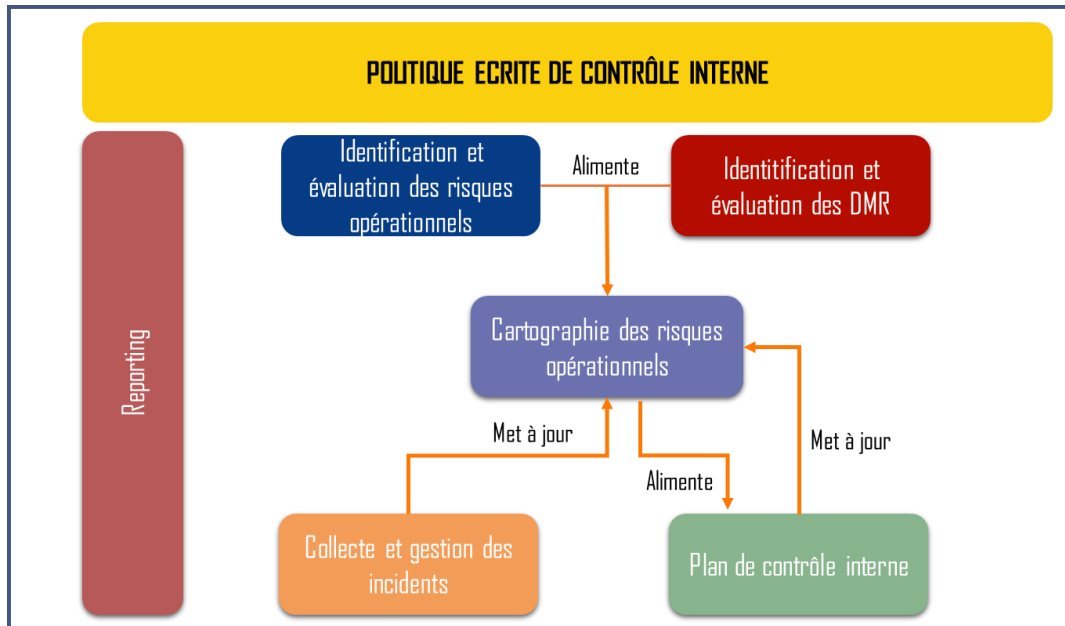 POLITIQUE ECRITE DE CONTRÔLE INTERNE
Identification et
évaluation des risques
opérationnels
Alimente
Identitification et
évaluation des DMR
Reporting
Cartographie des risques
opérationnels
Met à jour
Met à jour
Alimente
Collecte et gestion des
incidents
Plan de contrôle interne